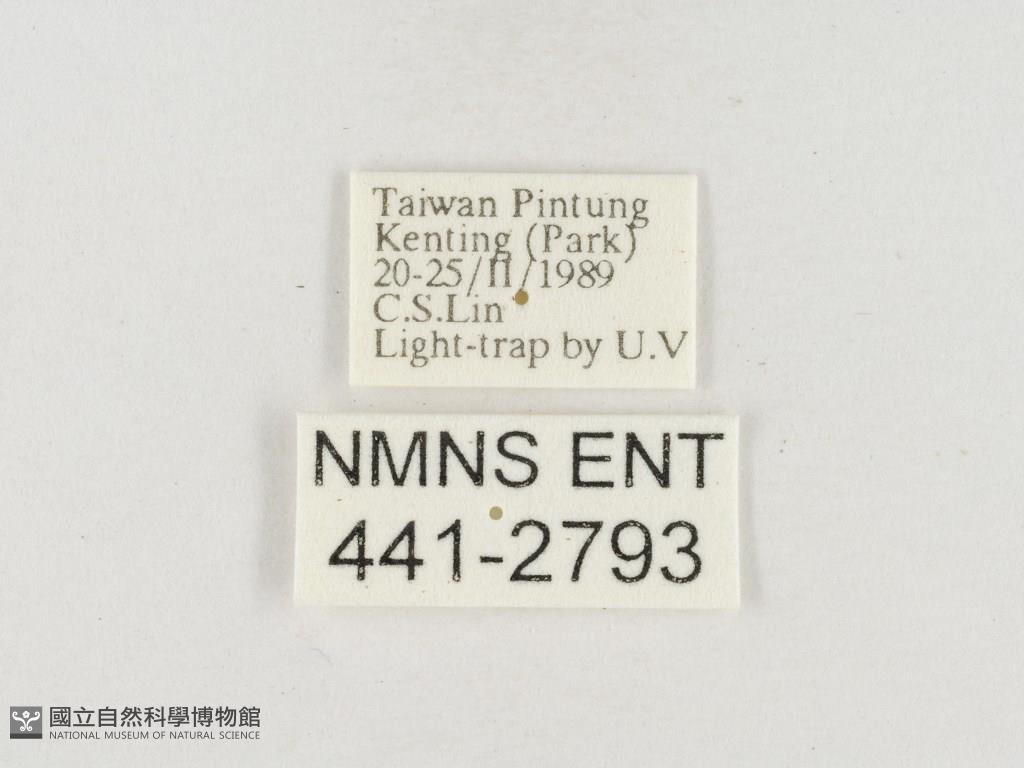 Taiwan Pintung
Kenting (Park)
20-25/II/1989
C.S.Lin
Light-trap by U.V
NMNS ENT
441-2793
國立自然科學博物館
NATIONAL MUSEUM OF NATURAL SCIENCE